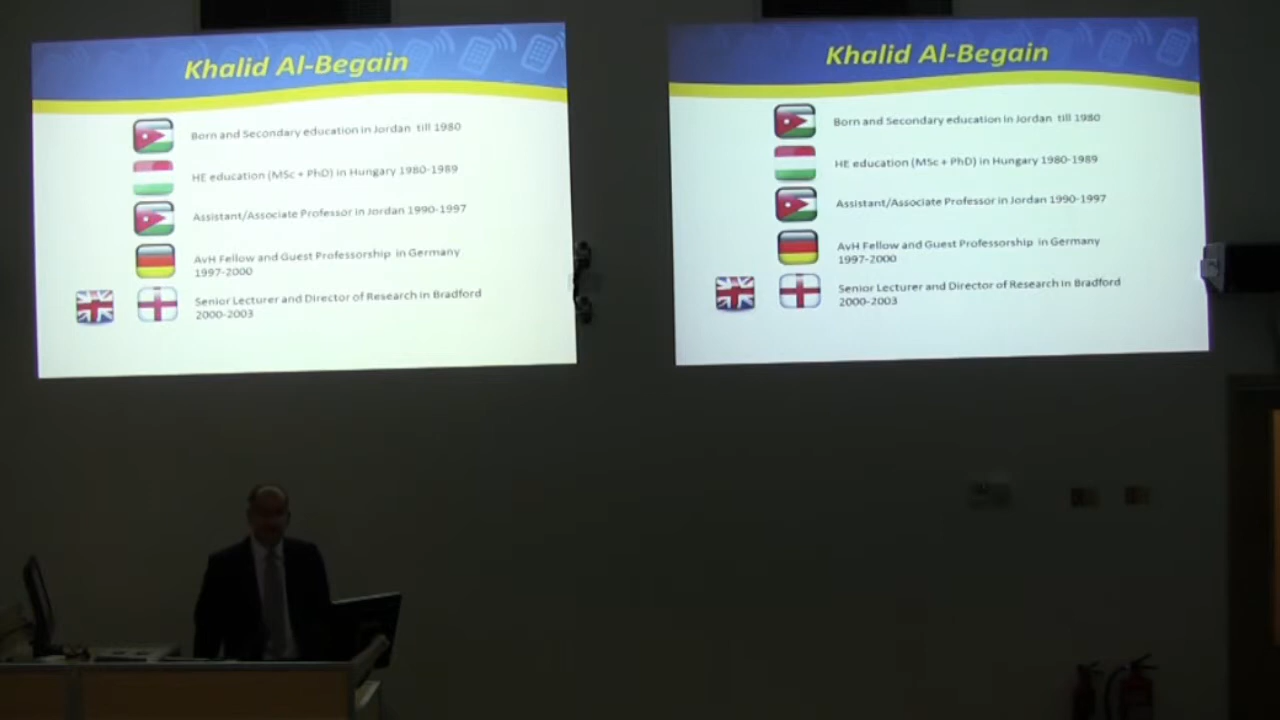 Khalid Al-Begain
Born and Secondary education in Jordan till 1980
HE education (MSc + PhD) in Hungary 1980-1989
Assistant/Associate Professor in Jordan 1990-1997
AvH Fellow and Guest Professorship in Germany
1997-2000
Senior Lecturer and Director of Research in Bradford
2000-2003
Khalid Al-Begain
Born and Secondary education in Jordan till 1980
HE education (MSc + PhD) in Hungary 1980-1989
Assistant/Associate Professor in Jordan 1990-1997
AvH Fellow and Guest Professorship in Germany
1997-2000
Senior Lecturer and Director of Research in Bradford
2000-2003